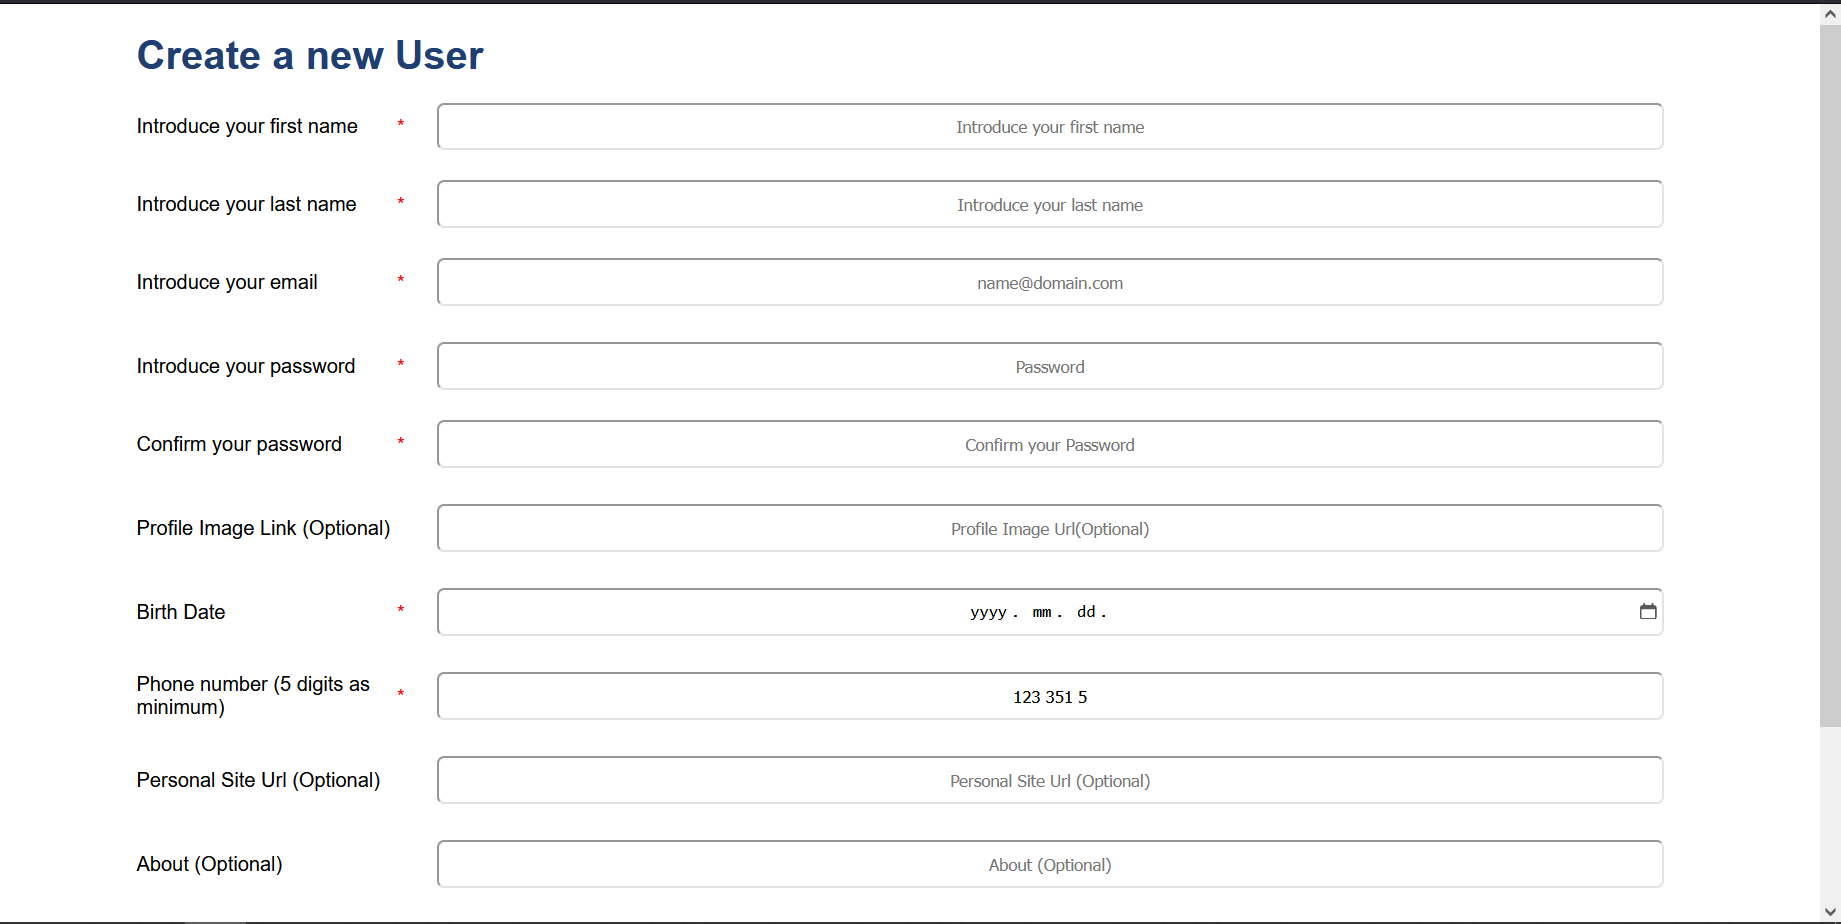 Create a new User
Introduce your first name * Introduce your first name
Introduce your last name * Introduce your last name
Introduce your email * name@domain.com
Introduce your password * Password
Confirm your password * Confirm your Password
Profile Image Link (Optional) Profile Image Url(Optional)
Birth Date * yyyy . mm . dd .
Phone number (5 digits as
minimum) * 123 351 5
Personal Site Url (Optional) Personal Site Url (Optional)
About (Optional) About (Optional)